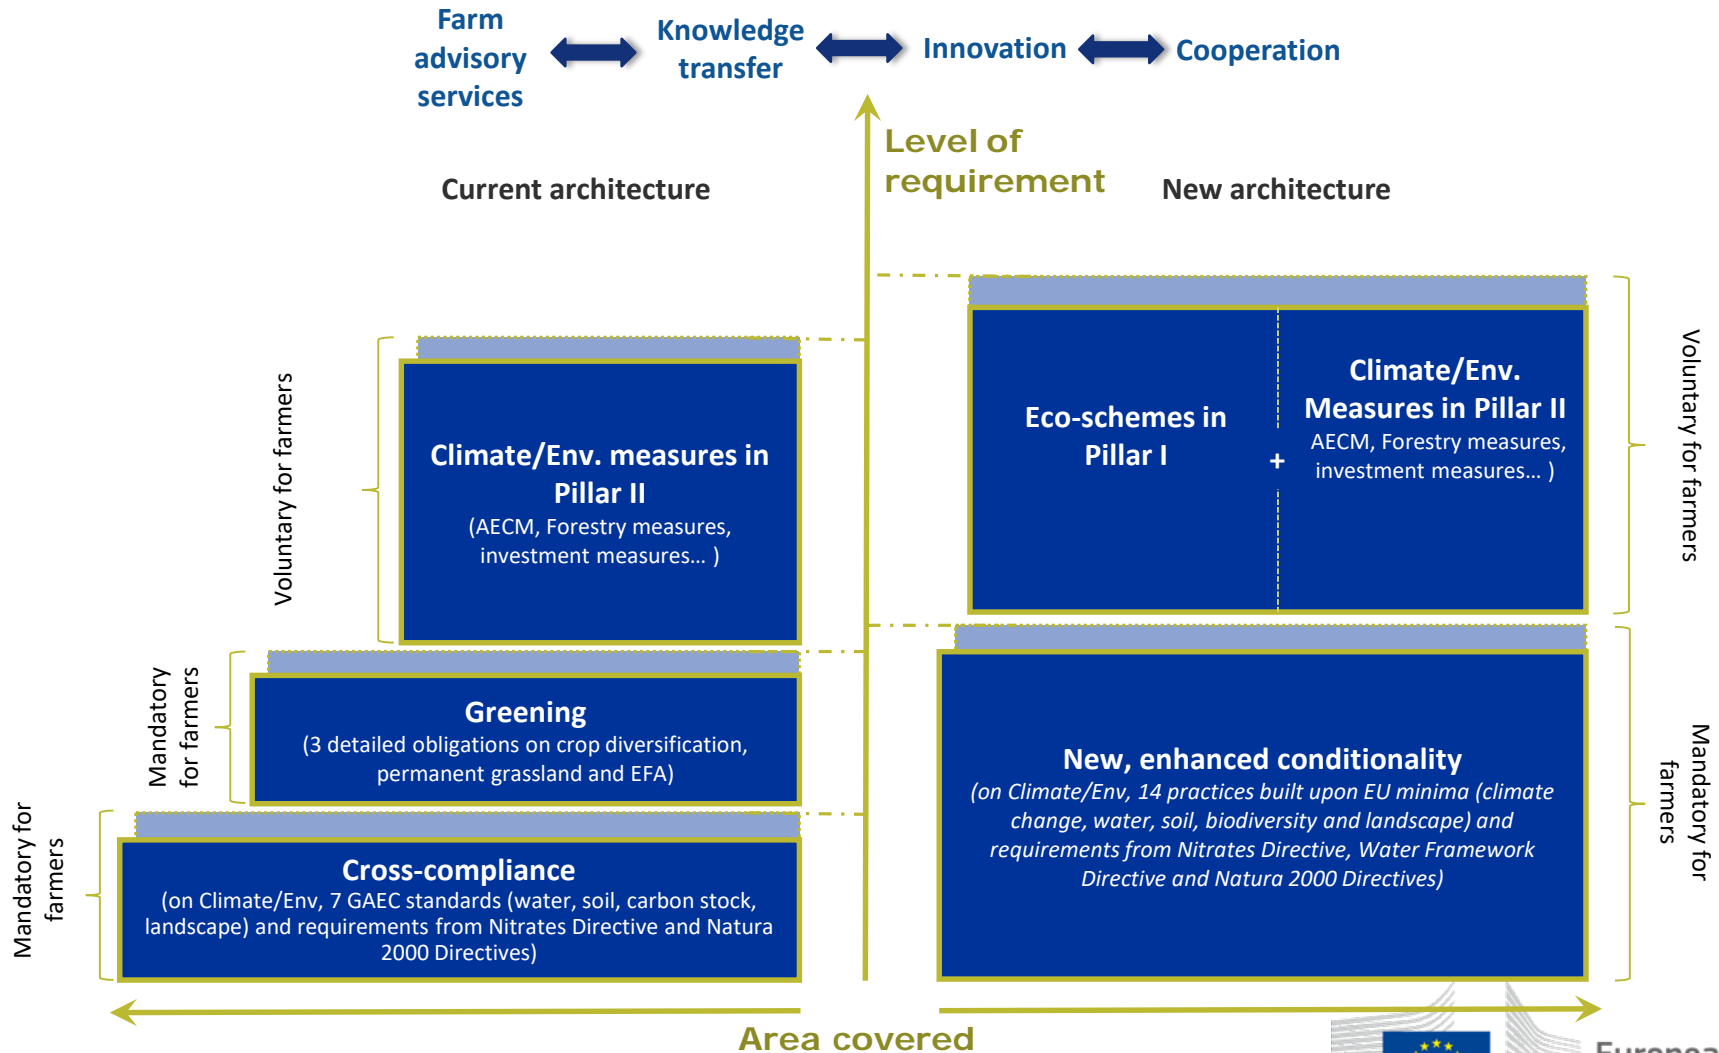 Farm
advisory
services
Knowledge
transfer
Innovation
Cooperation
Level of
requirement
Current architecture
New architecture
Voluntary for farmers
Climate/Env. measures in
Pillar II
(AECM, Forestry measures,
investment measures... )
Mandatory
for farmers
Greening
(3 detailed obligations on crop diversification,
permanent grassland and EFA)
Mandatory for
farmers
Cross-compliance
(on Climate/Env, 7 GAEC standards (water, soil, carbon stock,
landscape) and requirements from Nitrates Directive and Natura
2000 Directives)
Eco-schemes in
Pillar I
+
Climate/Env.
Measures in Pillar II
AECM, Forestry measures,
investment measures... )
Voluntary for farmers
New, enhanced conditionality
(on Climate/Env, 14 practices built upon EU minima (climate
change, water, soil, biodiversity and landscape) and
requirements from Nitrates Directive, Water Framework
Directive and Natura 2000 Directives)
Mandatory for
farmers
Area covered